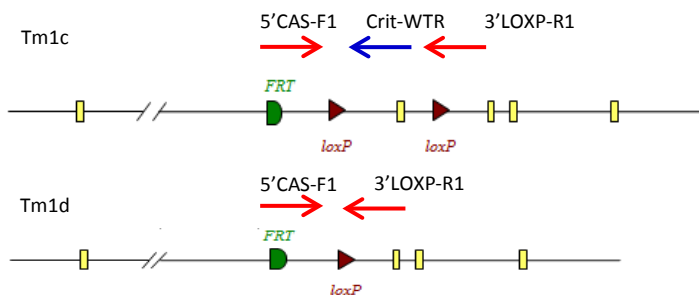 5'CAS-F1 Crit-WTR 3'LOXP-R1
Tm1c
FRT
loxP loxP
5'CAS-F1 3'LOXP-R1
Tm1d
FRT
loxP